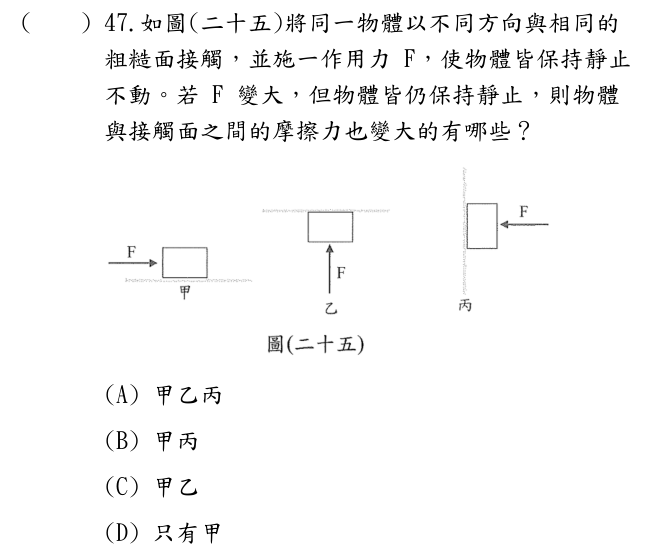 (    ) 47.如圖(二十五)將同一物體以不同方向與相同的
粗糙面接觸，並施一作用力 F，使物體皆保持靜止
不動。若 F 變大，但物體皆仍保持靜止，則物體
與接觸面之間的摩擦力也變大的有哪些？
F
甲
F
乙
F
丙
圖(二十五)
(A) 甲乙丙
(B) 甲丙
(C) 甲乙
(D) 只有甲